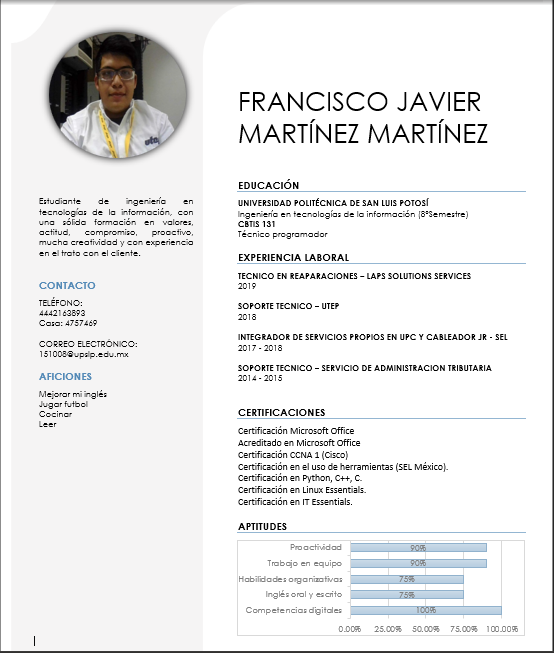 FRANCISCO JAVIER
MARTÍNEZ MARTÍNEZ
Estudiante de ingeniería en
tecnologías de la información, con
una sólida formación en valores,
actitud, compromiso, proactivo,
mucha creatividad y con experiencia
en el trato con el cliente.
CONTACTO
TELÉFONO:
4442163893
Casa: 4757469
CORREO ELECTRÓNICO:
151008@upslp.edu.mx
AFICIONES
Mejorar mi inglés
Jugar futbol
Cocinar
Leer
EDUCACIÓN
UNIVERSIDAD POLITÉCNICA DE SAN LUIS POTOSÍ
Ingeniería en tecnologías de la información (8°Semestre)
CBTIS 131
Técnico programador
EXPERIENCIA LABORAL
TECNICO EN REAPARACIONES – LAPS SOLUTIONS SERVICES
2019
SOPORTE TECNICO – UTEP
2018
INTEGRADOR DE SERVICIOS PROPIOS EN UPC Y CABLEADOR JR - SEL
2017 - 2018
SOPORTE TECNICO – SERVICIO DE ADMINISTRACION TRIBUTARIA
2014 - 2015
CERTIFICACIONES
Certificación Microsoft Office
Acreditado en Microsoft Office
Certificación CCNA 1 (Cisco)
Certificación en el uso de herramientas (SEL México).
Certificación en Python, C++, C.
Certificación en Linux Essentials.
Certificación en IT Essentials.
APTITUDES
Proactividad 90%
Trabajo en equipo 90%
Habilidades organizativas 75%
Inglés oral y escrito 75%
Competencias digitales 100%
0.00% 25.00% 50.00% 75.00% 100.00%